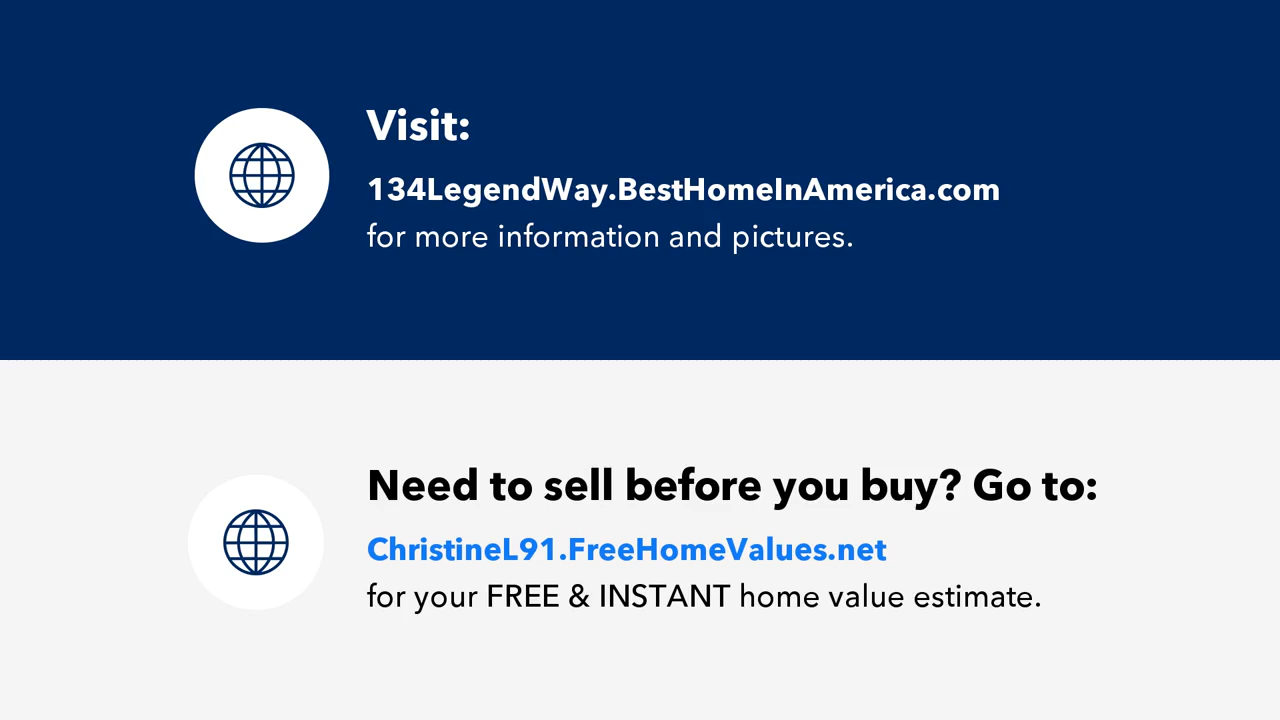 Visit:
134LegendWay.BestHomeInAmerica.com
for more information and pictures.
Need to sell before you buy? Go to:
ChristineL91.FreeHomeValues.net
for your FREE & INSTANT home value estimate.